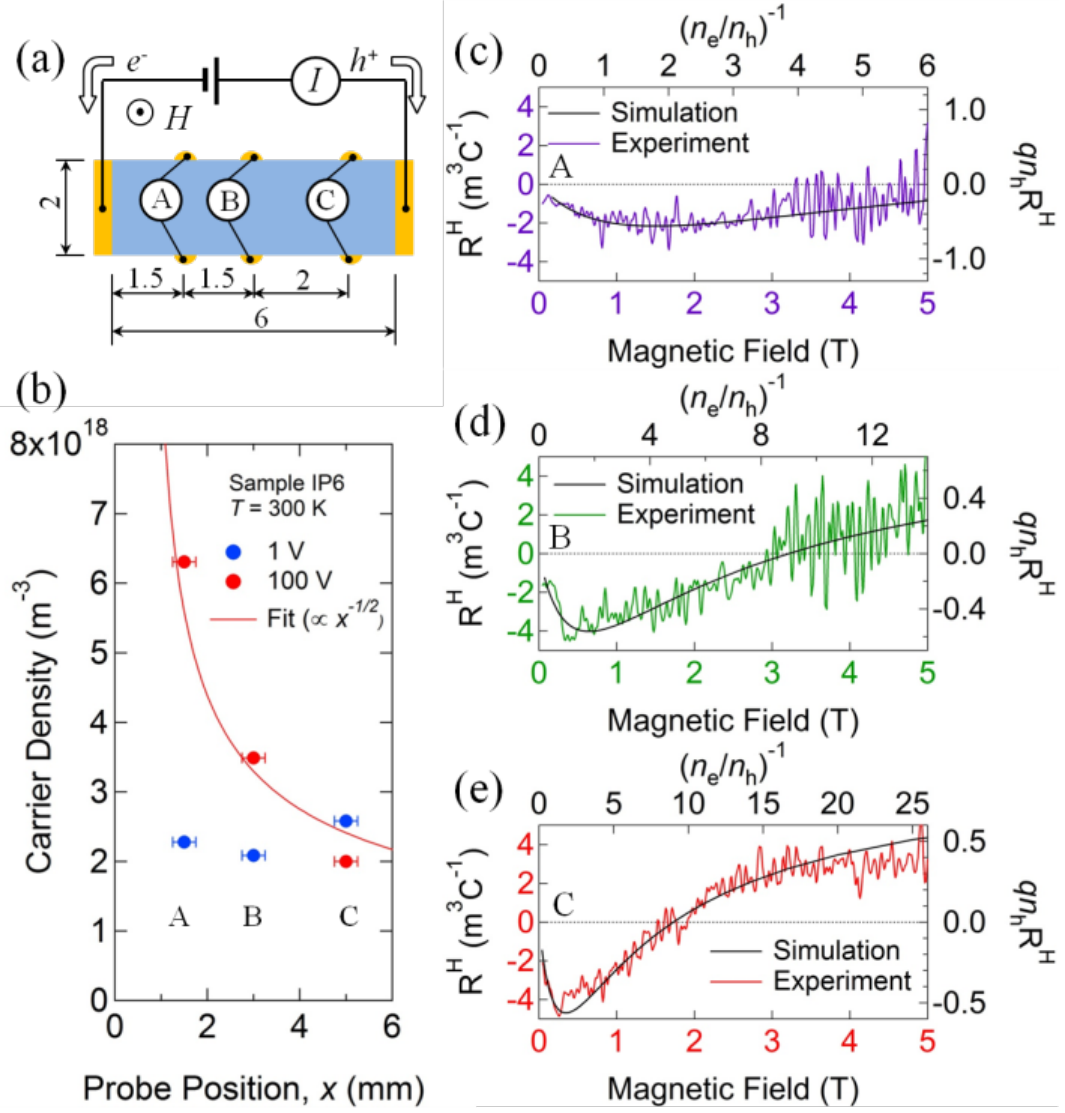 (a)
e⁻
I
h⁺
H
2
A
B
C
1.5
1.5
2
6
(b)
8x10¹⁸
7
6
5
4
3
2
1
0
Carrier Density (m⁻³)
Sample IP6
T = 300 K
1 V
100 V
Fit (∝ x⁻¹/²)
A
B
C
0
2
4
6
Probe Position, x (mm)
(c)
(nₑ/nₕ)⁻¹
0
1
2
3
4
5
6
Simulation
Experiment
A
4
2
0
-2
-4
Rᴴ (m³C⁻¹)
1.0
0.0
-1.0
qnₕRᴴ
0
1
2
3
4
5
Magnetic Field (T)
(d)
(nₑ/nₕ)⁻¹
0
4
8
12
Simulation
Experiment
B
4
2
0
-2
-4
Rᴴ (m³C⁻¹)
0.4
0.0
-0.4
qnₕRᴴ
0
1
2
3
4
5
Magnetic Field (T)
(e)
(nₑ/nₕ)⁻¹
0
5
10
15
20
25
4
2
0
-2
-4
Rᴴ (m³C⁻¹)
C
Simulation
Experiment
0.5
0.0
-0.5
qnₕRᴴ
0
1
2
3
4
5
Magnetic Field (T)